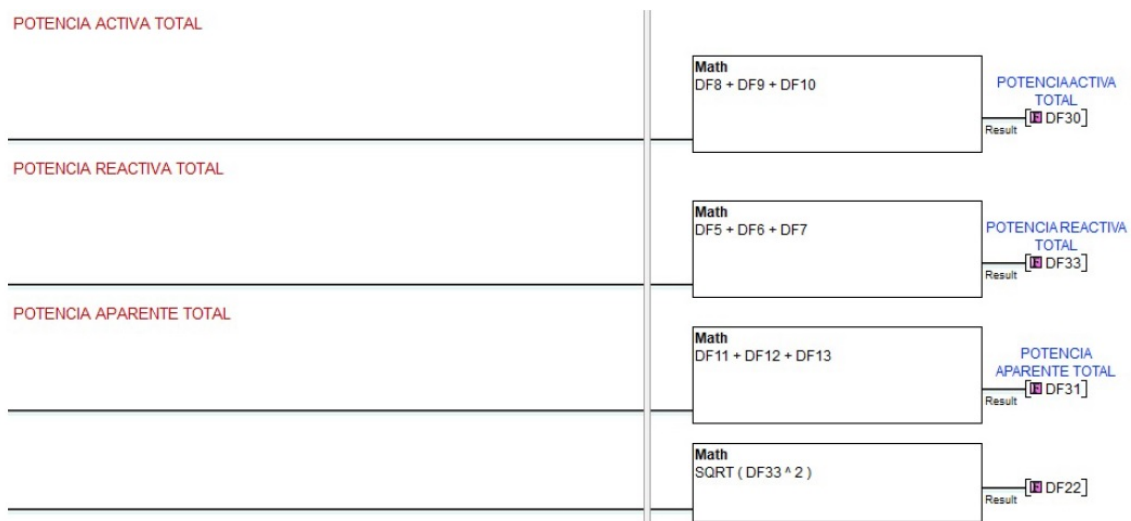 POTENCIA ACTIVA TOTAL
Math
DF8 + DF9 + DF10
POTENCIAACTIVA
TOTAL
DF30
Result
POTENCIA REACTIVA TOTAL
Math
DF5 + DF6 + DF7
POTENCIA REACTIVA
TOTAL
DF33
Result
POTENCIA APARENTE TOTAL
Math
DF11 + DF12 + DF13
POTENCIA
APARENTE TOTAL
DF31
Result
Math
SQRT ( DF33 ^ 2 )
DF22
Result